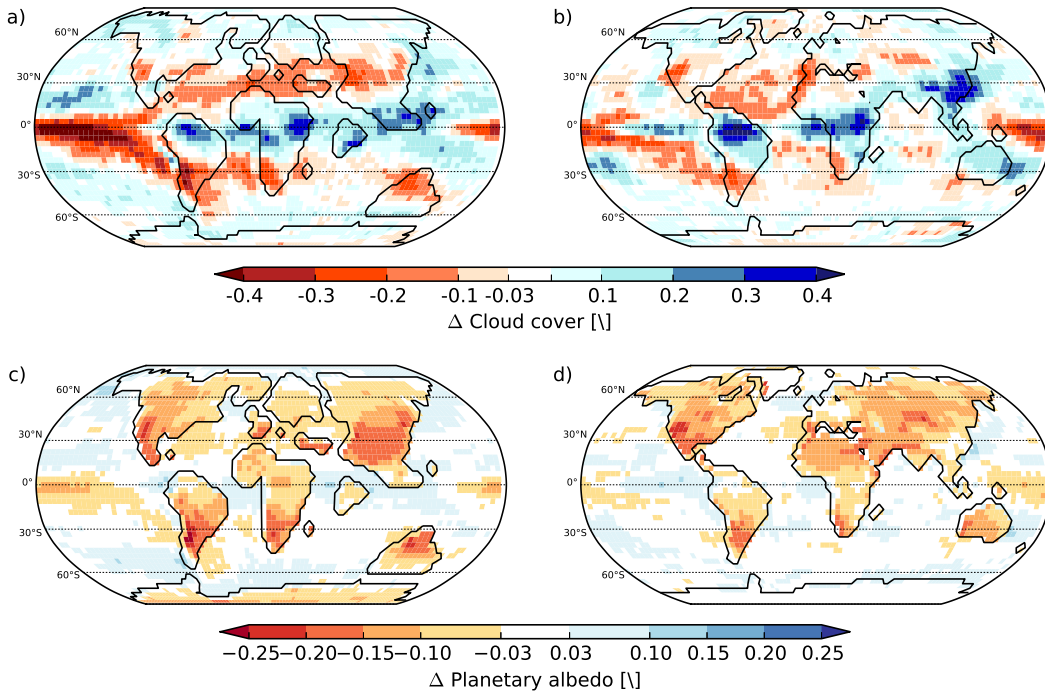 a)
b)
60°N
60°N
30°N
30°N
0°
0°
30°S
30°S
60°S
60°S
-0.4 -0.3 -0.2 -0.1 -0.03 0.1 0.2 0.3 0.4
Δ Cloud cover [\]
c)
d)
60°N
60°N
30°N
30°N
0°
0°
30°S
30°S
60°S
60°S
−0.25 −0.20 −0.15 −0.10 −0.03 0.03 0.10 0.15 0.20 0.25
Δ Planetary albedo [\]